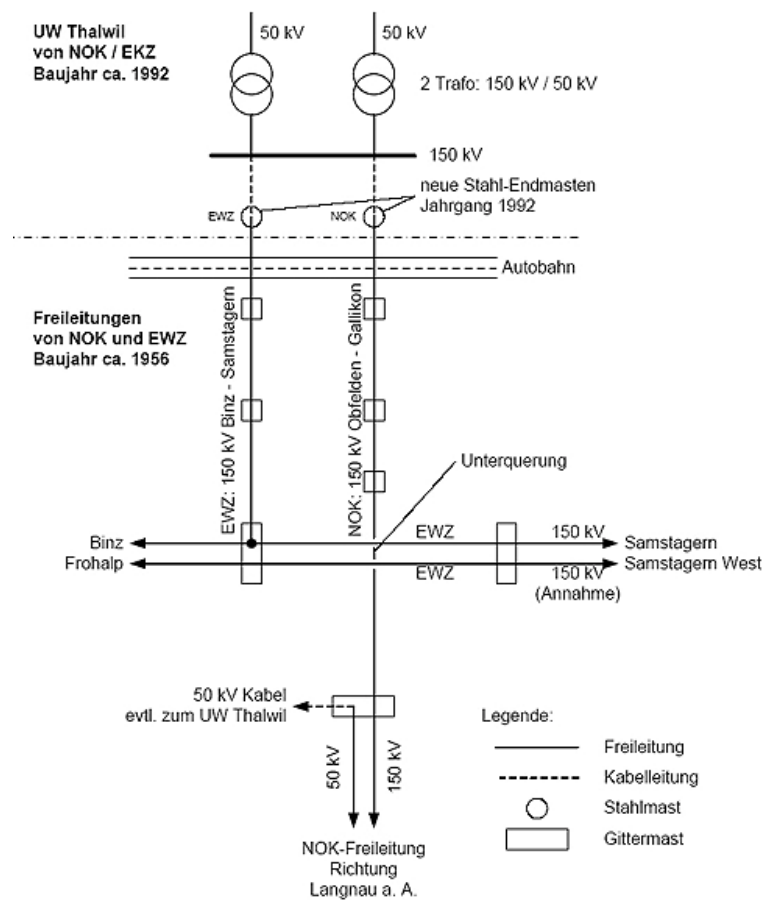 UW Thalwil
von NOK / EKZ
Baujahr ca. 1992
50 kV
50 kV
2 Trafo: 150 kV / 50 kV
150 kV
neue Stahl-Endmasten
Jahrgang 1992
EWZ
NOK
Autobahn
Freileitungen
von NOK und EWZ
Baujahr ca. 1956
EWZ: 150 kV Binz - Samstagern
NOK: 150 kV Obfelden - Gallikon
Unterquerung
Binz
EWZ
150 kV
Samstagern
Frohalp
EWZ
150 kV
Samstagern West
(Annahme)
50 kV Kabel
evtl. zum UW Thalwil
50 kV
150 kV
NOK-Freileitung
Richtung
Langnau a. A.
Legende:
Freileitung
Kabelleitung
Stahlmast
Gittermast